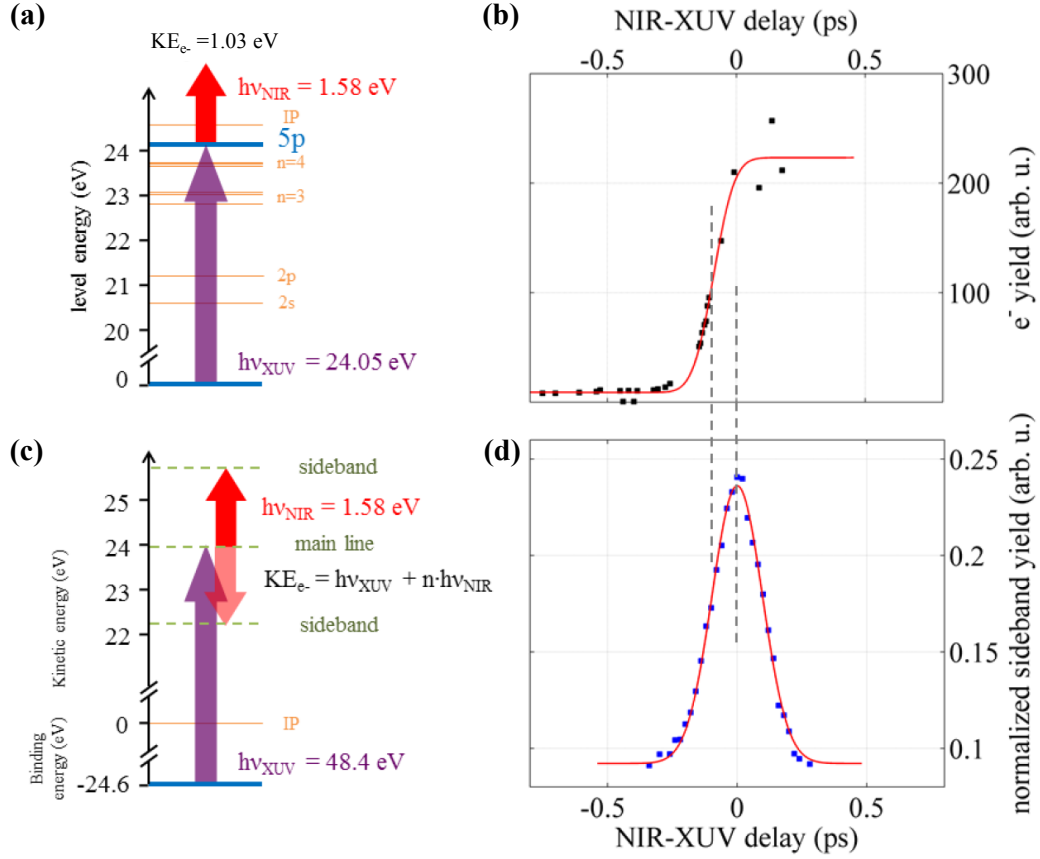 (a)
KEe- =1.03 eV
hνNIR = 1.58 eV
IP
5p
n=4
n=3
2p
2s
hνXUV = 24.05 eV
level energy (eV)
24
23
22
21
20
0
(b)
NIR-XUV delay (ps)
-0.5
0
0.5
300
200
100
e- yield (arb. u.)
(c)
sideband
hνNIR = 1.58 eV
main line
KEe- = hνXUV + n·hνNIR
sideband
IP
hνXUV = 48.4 eV
Kinetic energy (eV)
25
24
23
22
0
Binding
energy (eV)
-24.6
(d)
0.25
0.2
0.15
0.1
normalized sideband yield (arb. u.)
-0.5
0
0.5
NIR-XUV delay (ps)